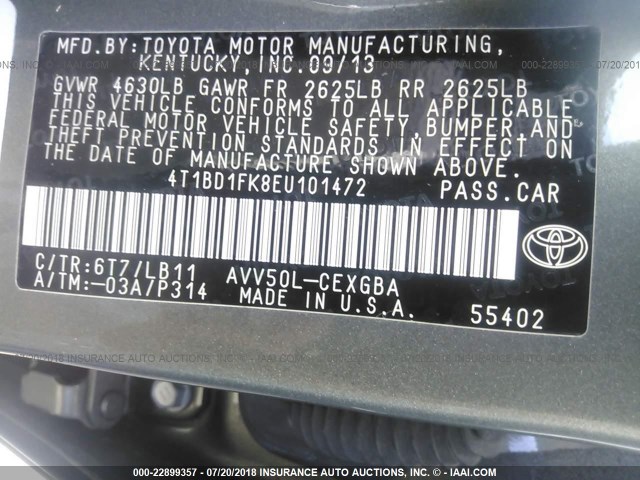 MFD.BY:TOYOTA MOTOR MANUFACTURING,
KENTUCKY, INC.09/13
GVWR 4630LB GAWR FR 2625LB RR 2625LB
THIS VEHICLE CONFORMS TO ALL APPLICABLE
FEDERAL MOTOR VEHICLE SAFETY,BUMPER,AND
THEFT PREVENTION STANDARDS IN EFFECT ON
THE DATE OF MANUFACTURE SHOWN ABOVE.
4T1BD1FK8EU101472 PASS.CAR
C/TR:6T7/LB11 AVV50L-CEXGBA
A/TM:-03A/P314 MADE IN U.S.A.
55402
000-22899357 - 07/20/2018 - INSURANCE AUTO AUCTIONS, INC. - IAAI.COM